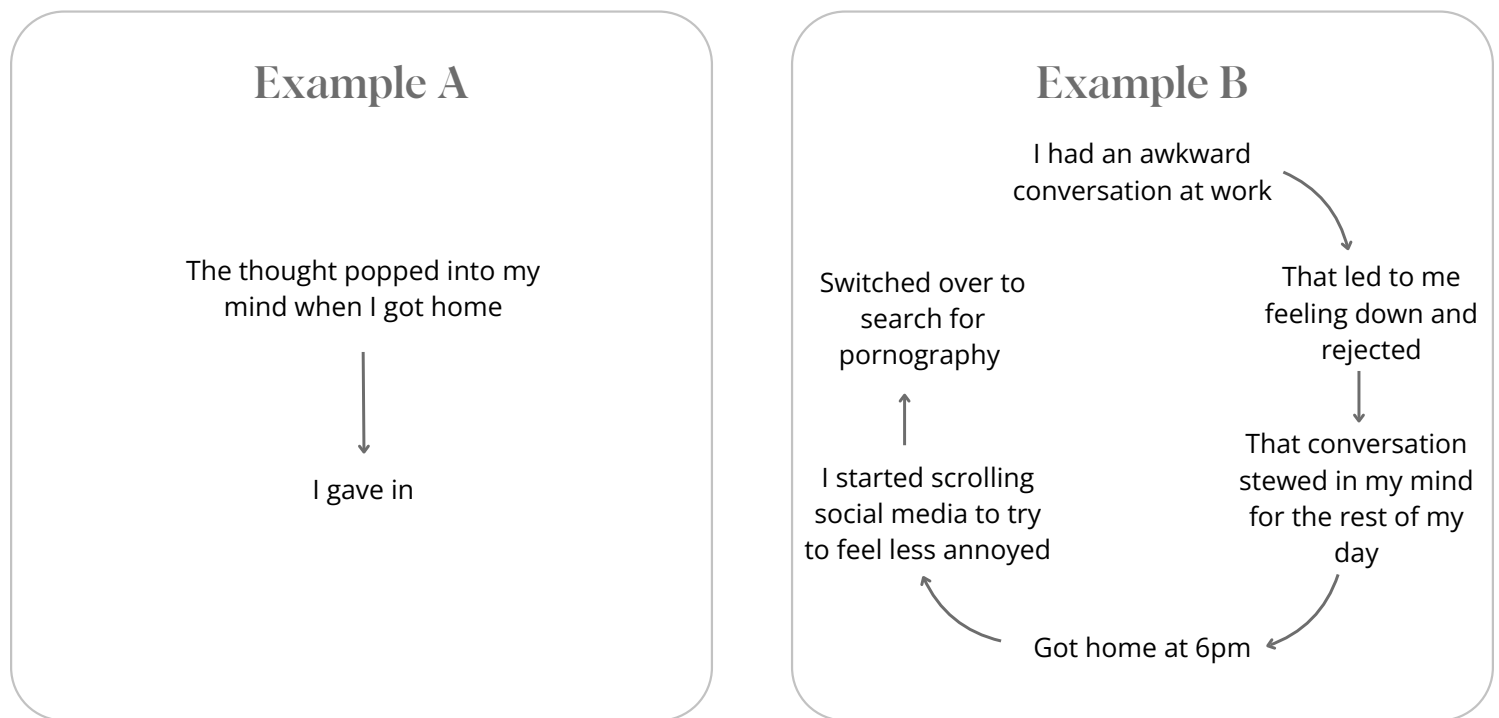 Example A
The thought popped into my
mind when I got home
I gave in
Example B
I had an awkward
conversation at work
That led to me
feeling down and
rejected
That conversation
stewed in my mind
for the rest of my
day
Got home at 6pm
I started scrolling
social media to try
to feel less annoyed
Switched over to
search for
pornography